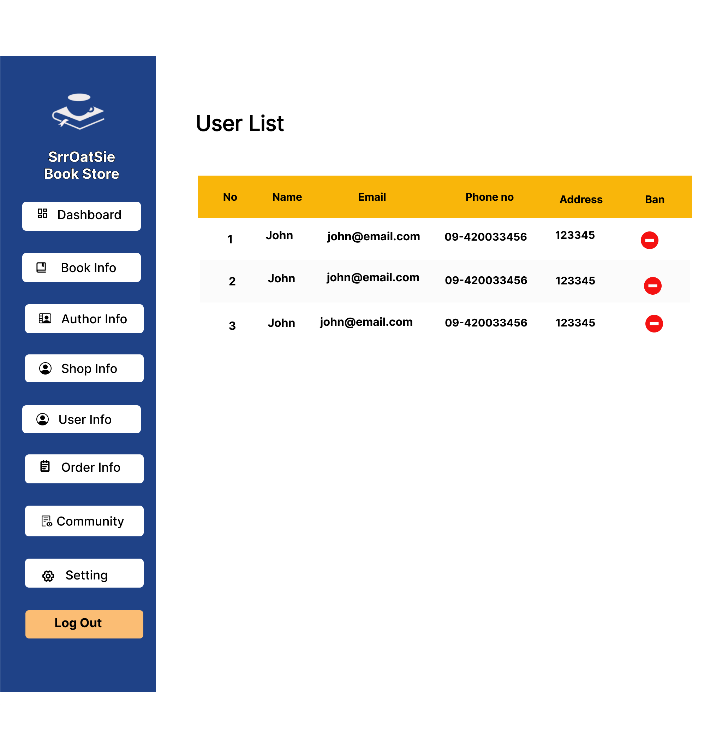 SrrOatSie
Book Store
Dashboard
Book Info
Author Info
Shop Info
User Info
Order Info
Community
Setting
Log Out
User List
No Name Email Phone no Address Ban
1 John john@email.com 09-420033456 123345
2 John john@email.com 09-420033456 123345
3 John john@email.com 09-420033456 123345